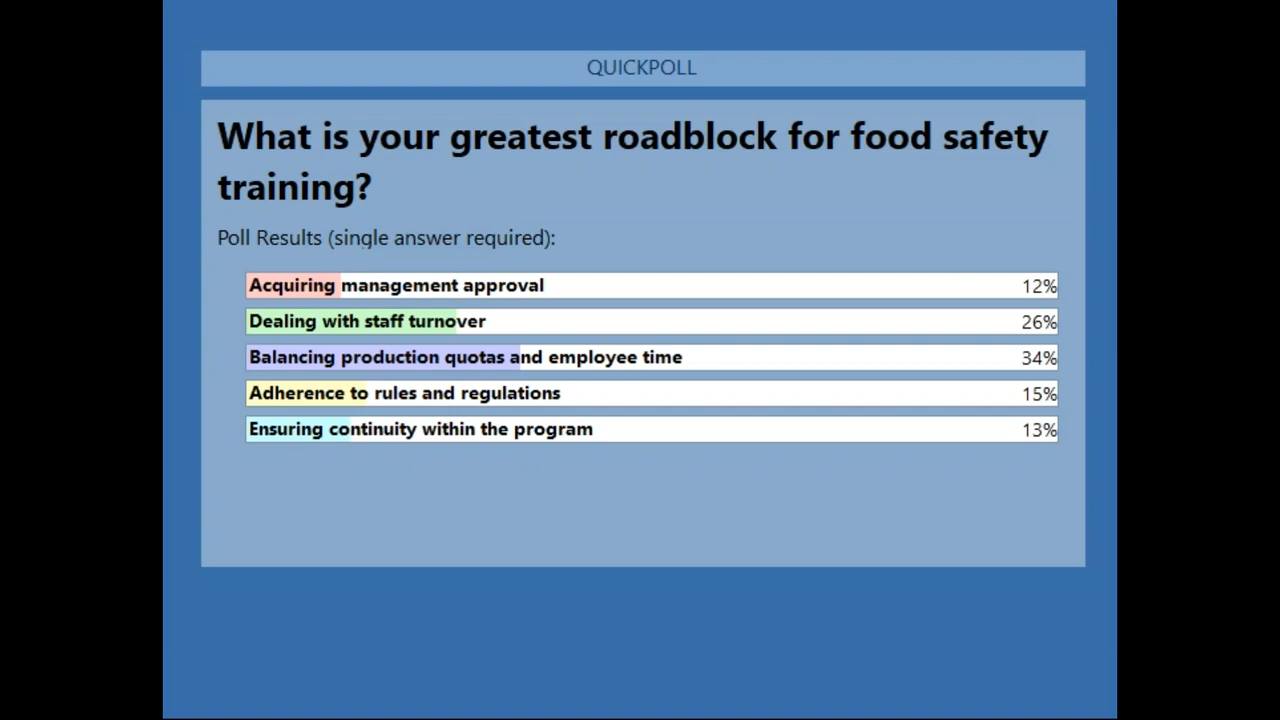 QUICKPOLL
What is your greatest roadblock for food safety
training?
Poll Results (single answer required):
Acquiring management approval 12%
Dealing with staff turnover 26%
Balancing production quotas and employee time 34%
Adherence to rules and regulations 15%
Ensuring continuity within the program 13%